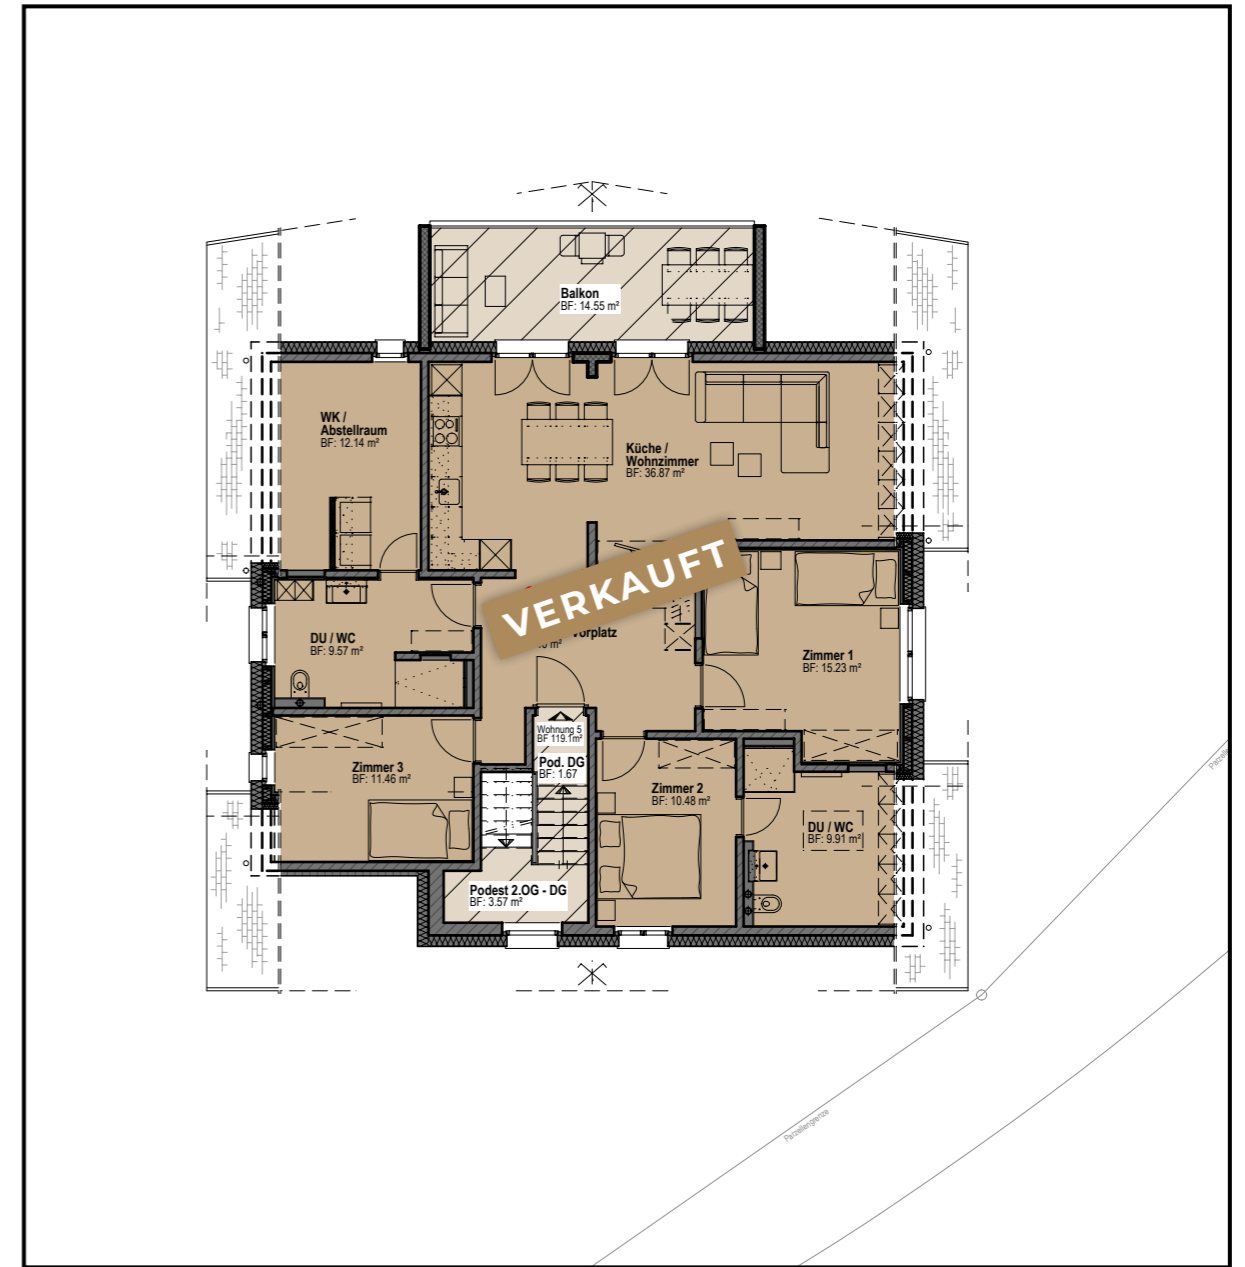 Balkon
BF: 14.55 m²
WK /
Abstellraum
BF: 12.14 m²
Küche /
Wohnzimmer
BF: 36.87 m²
VERKAUFT
Vorplatz
m²
DU / WC
BF: 9.57 m²
Zimmer 1
BF: 15.23 m²
Wohnung 5
BF 119.1m²
Pod. DG
BF: 1.67
Zimmer 3
BF: 11.46 m²
Zimmer 2
BF: 10.48 m²
DU / WC
BF: 9.91 m²
Podest 2.OG - DG
BF: 3.57 m²
Parzellengrenze